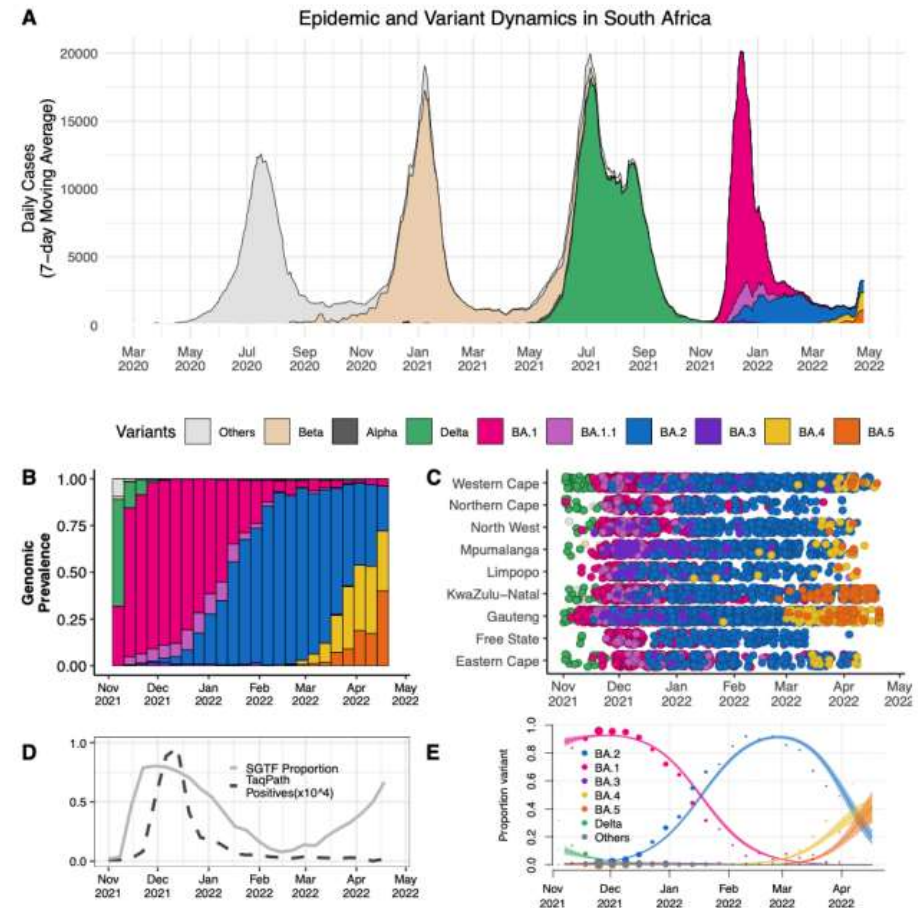 A
Epidemic and Variant Dynamics in South Africa
Daily Cases
(7−day Moving Average)
20000
15000
10000
5000
0
Mar 2020
May 2020
Jul 2020
Sep 2020
Nov 2020
Jan 2021
Mar 2021
May 2021
Jul 2021
Sep 2021
Nov 2021
Jan 2022
Mar 2022
May 2022
Variants
Others
Beta
Alpha
Delta
BA.1
BA.1.1
BA.2
BA.3
BA.4
BA.5
B
Genomic
Prevalence
1.00
0.75
0.50
0.25
0.00
Nov 2021
Dec 2021
Jan 2022
Feb 2022
Mar 2022
Apr 2022
May 2022
C
Western Cape
Northern Cape
North West
Mpumalanga
Limpopo
KwaZulu−Natal
Gauteng
Free State
Eastern Cape
Nov 2021
Dec 2021
Jan 2022
Feb 2022
Mar 2022
Apr 2022
May 2022
D
1.0
0.5
0.0
SGTF Proportion
TaqPath
Positives(x10^4)
Nov 2021
Dec 2021
Jan 2022
Feb 2022
Mar 2022
Apr 2022
May 2022
E
Proportion variant
1.0
0.8
0.6
0.4
0.2
0.0
BA.2
BA.1
BA.3
BA.4
BA.5
Delta
Others
Nov 2021
Dec 2021
Jan 2022
Feb 2022
Mar 2022
Apr 2022